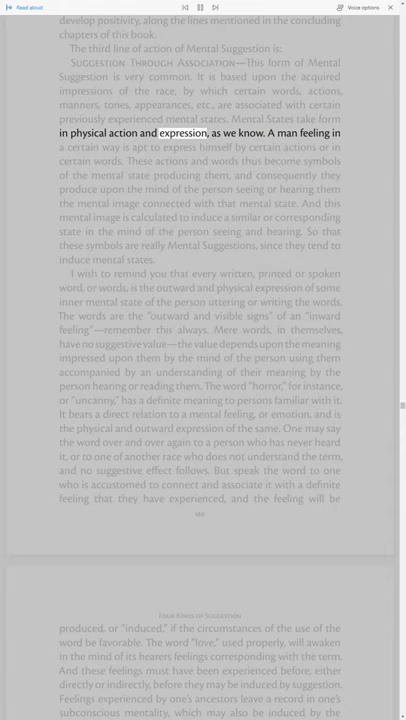 Read aloud
Voice options
develop positivity, along the lines mentioned in the concluding
chapters of this book.
The third line of action of Mental Suggestion is:
SUGGESTION THROUGH ASSOCIATION—This form of Mental
Suggestion is very common. It is based upon the acquired
impressions of the race, by which certain words, actions,
manners, tones, appearances, etc., are associated with certain
previously experienced mental states. Mental States take form
in physical action and expression, as we know. A man feeling in
a certain way is apt to express himself by certain actions or in
certain words. These actions and words thus become symbols
of the mental state producing them, and consequently they
produce upon the mind of the person seeing or hearing them
the mental image connected with that mental state. And this
mental image is calculated to induce a similar or corresponding
state in the mind of the person seeing and hearing. So that
these symbols are really Mental Suggestions, since they tend to
induce mental states.
I wish to remind you that every written, printed or spoken
word, or words, is the outward and physical expression of some
inner mental state of the person uttering or writing the words.
The words are the "outward and visible signs" of an "inward
feeling"—remember this always. Mere words, in themselves,
have no suggestive value—the value depends upon the meaning
impressed upon them by the mind of the person using them
accompanied by an understanding of their meaning by the
person hearing or reading them. The word "horror," for instance,
or "uncanny," has a definite meaning to persons familiar with it.
It bears a direct relation to a mental feeling, or emotion, and is
the physical and outward expression of the same. One may say
the word over and over again to a person who has never heard
it, or to one of another race who does not understand the term,
and no suggestive effect follows. But speak the word to one
who is accustomed to connect and associate it with a definite
feeling that they have experienced, and the feeling will be
FOUR KINDS OF SUGGESTION
produced, or "induced," if the circumstances of the use of the
word be favorable. The word "love," used properly, will awaken
in the mind of its hearers feelings corresponding with the term.
And these feelings must have been experienced before, either
directly or indirectly, before they may be induced by suggestion.
Feelings experienced by one's ancestors leave a record in one's
subconscious mentality, which may also be induced by the